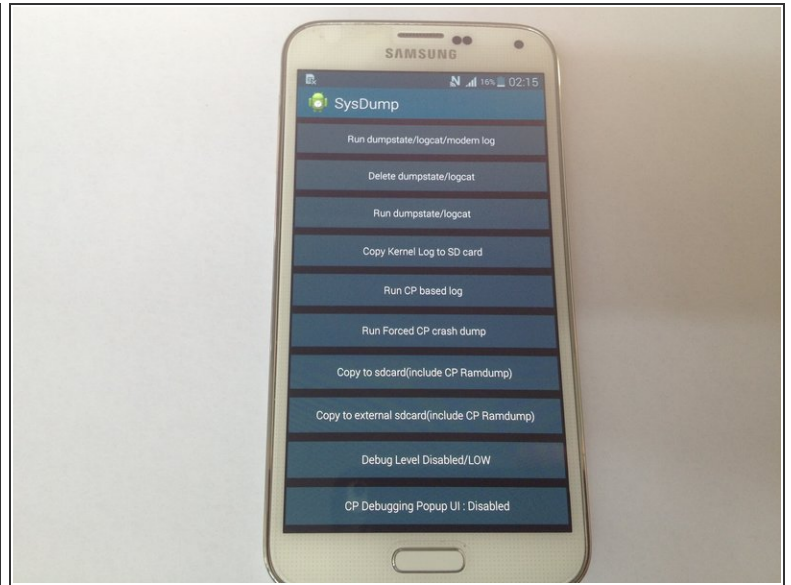 SAMSUNG
16% 02:15
SysDump
Run dumpstate/logcat/modem log
Delete dumpstate/logcat
Run dumpstate/logcat
Copy Kernel Log to SD card
Run CP based log
Run Forced CP crash dump
Copy to sdcard(include CP Ramdump)
Copy to external sdcard(include CP Ramdump)
Debug Level Disabled/LOW
CP Debugging Popup UI : Disabled